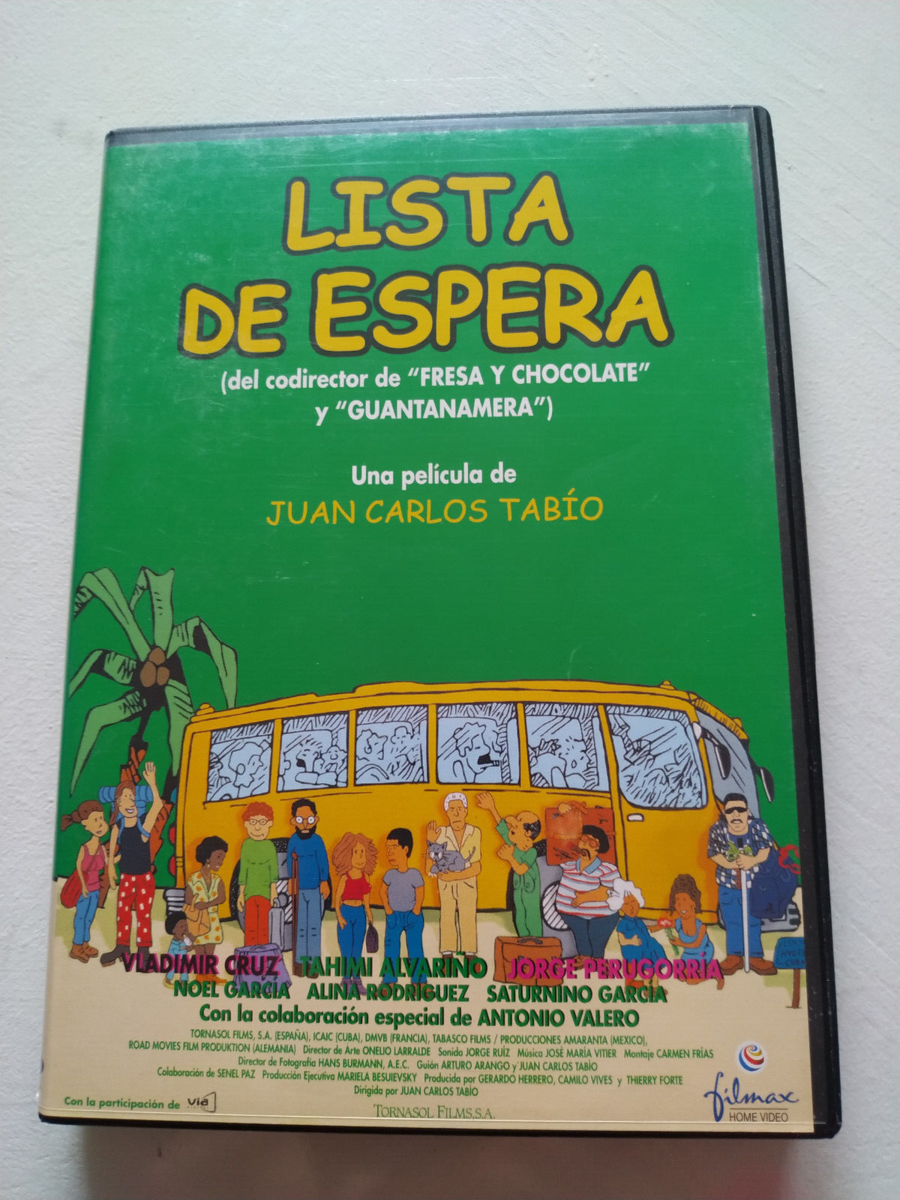 LISTA
DE ESPERA
(del codirector de “FRESA Y CHOCOLATE”
y “GUANTANAMERA”)
Una película de
JUAN CARLOS TABÍO
VLADIMIR CRUZ TAHIMI ALVARIÑO JORGE PERUGORRÍA
NOEL GARCÍA ALINA RODRIGUEZ SATURNINO GARCÍA
Con la colaboración especial de ANTONIO VALERO
TORNASOL FILMS, S.A. (ESPAÑA), ICAIC (CUBA), DMVB (FRANCIA), TABASCO FILMS / PRODUCCIONES AMARANTA (MEXICO),
ROAD MOVIES FILM PRODUKTION (ALEMANIA) Director de Arte ONELIO LARRALDE Sonido JORGE RUÍZ Música JOSÉ MARÍA VITIER Montaje CARMEN FRÍAS
Director de Fotografía HANS BURMANN, A.E.C. Guión ARTURO ARANGO y JUAN CARLOS TABÍO
Colaboración de SENEL PAZ Producción Ejecutiva MARIELA BESUIEVSKY Producida por GERARDO HERRERO, CAMILO VIVES y THIERRY FORTE
Dirigida por JUAN CARLOS TABÍO
Con la participación de via
TORNASOL FILMS, S.A.
filmax
HOME VIDEO